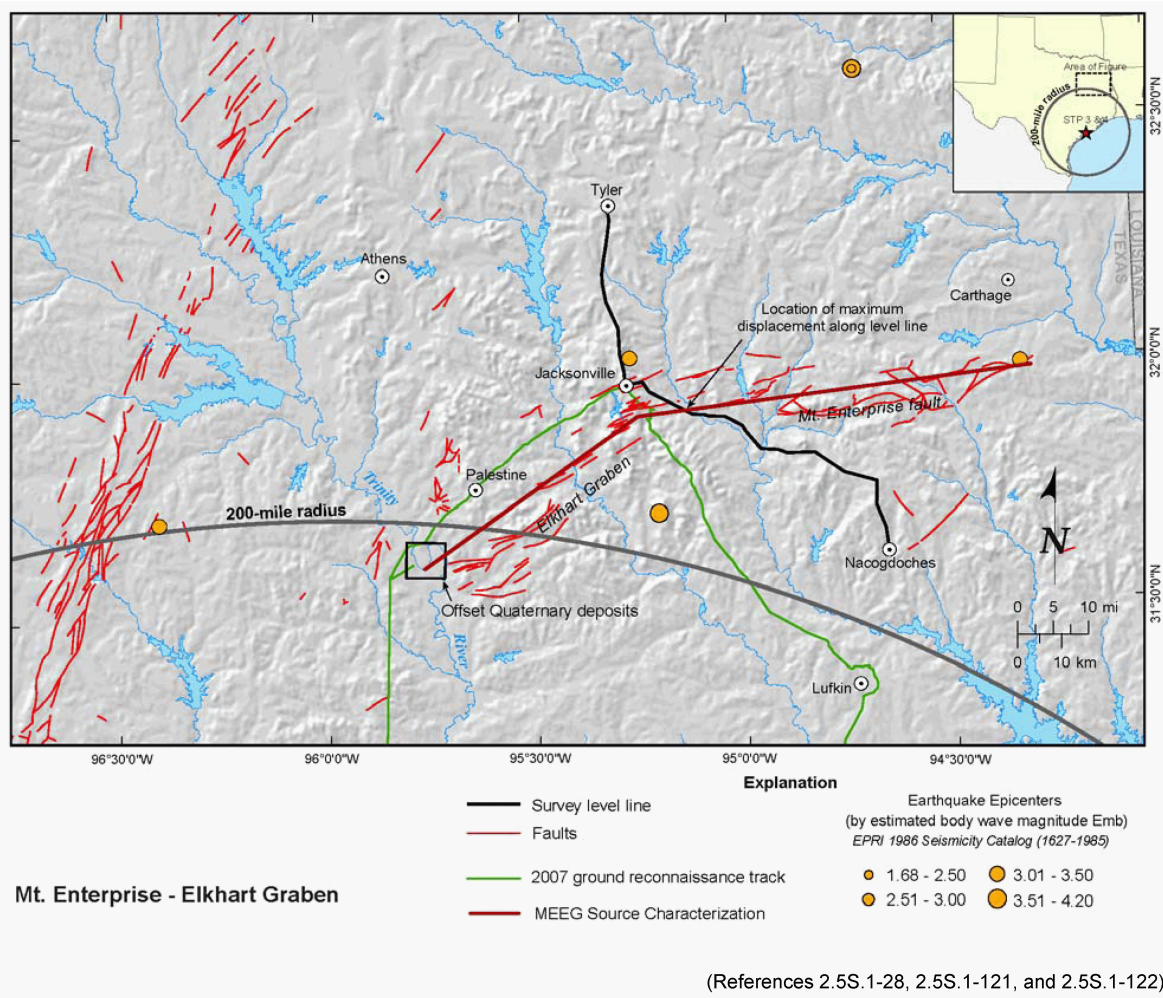 Area of Figure
200-mile radius
STP 3 & 4
32°30'0"N
LOUISIANA
TEXAS
Tyler
Athens
Carthage
Location of maximum
displacement along level line
32°0'0"N
Jacksonville
Mt. Enterprise fault
Palestine
Trinity
Elkhart Graben
200-mile radius
N
Nacogdoches
Offset Quaternary deposits
31°30'0"N
0 5 10 mi
0 10 km
River
Lufkin
96°30'0"W
96°0'0"W
95°30'0"W
95°0'0"W
94°30'0"W
Explanation
Survey level line
Faults
2007 ground reconnaissance track
MEEG Source Characterization
Earthquake Epicenters
(by estimated body wave magnitude Emb)
EPRI 1986 Seismicity Catalog (1627-1985)
1.68 - 2.50
3.01 - 3.50
2.51 - 3.00
3.51 - 4.20
Mt. Enterprise - Elkhart Graben
(References 2.5S.1-28, 2.5S.1-121, and 2.5S.1-122)